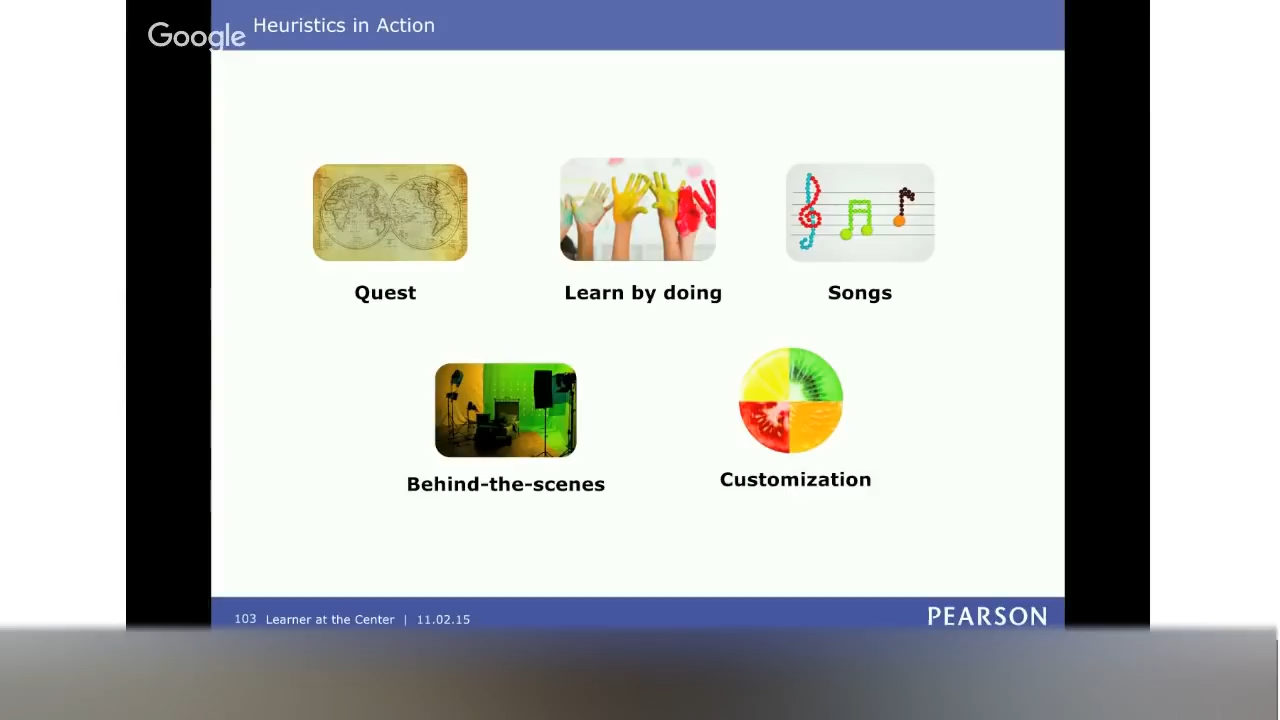 Google
Heuristics in Action
Quest
Learn by doing
Songs
Behind-the-scenes
Customization
103 Learner at the Center | 11.02.15
PEARSON